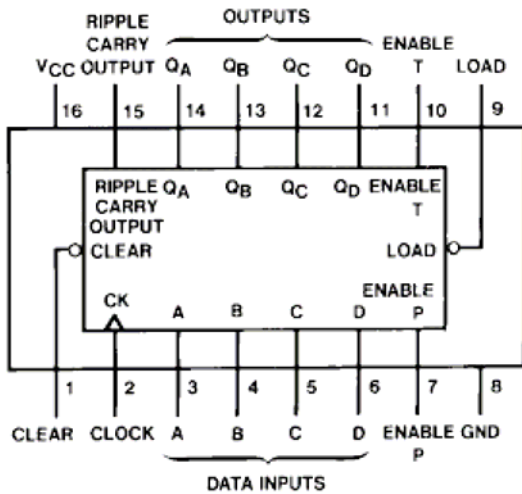 OUTPUTS
RIPPLE
CARRY ENABLE
VCC OUTPUT QA QB QC QD T LOAD
16 15 14 13 12 11 10 9
RIPPLE QA QB QC QD ENABLE
CARRY T
OUTPUT
CLEAR LOAD
CK ENABLE
A B C D P
1 2 3 4 5 6 7 8
CLEAR CLOCK A B C D ENABLE GND
P
DATA INPUTS